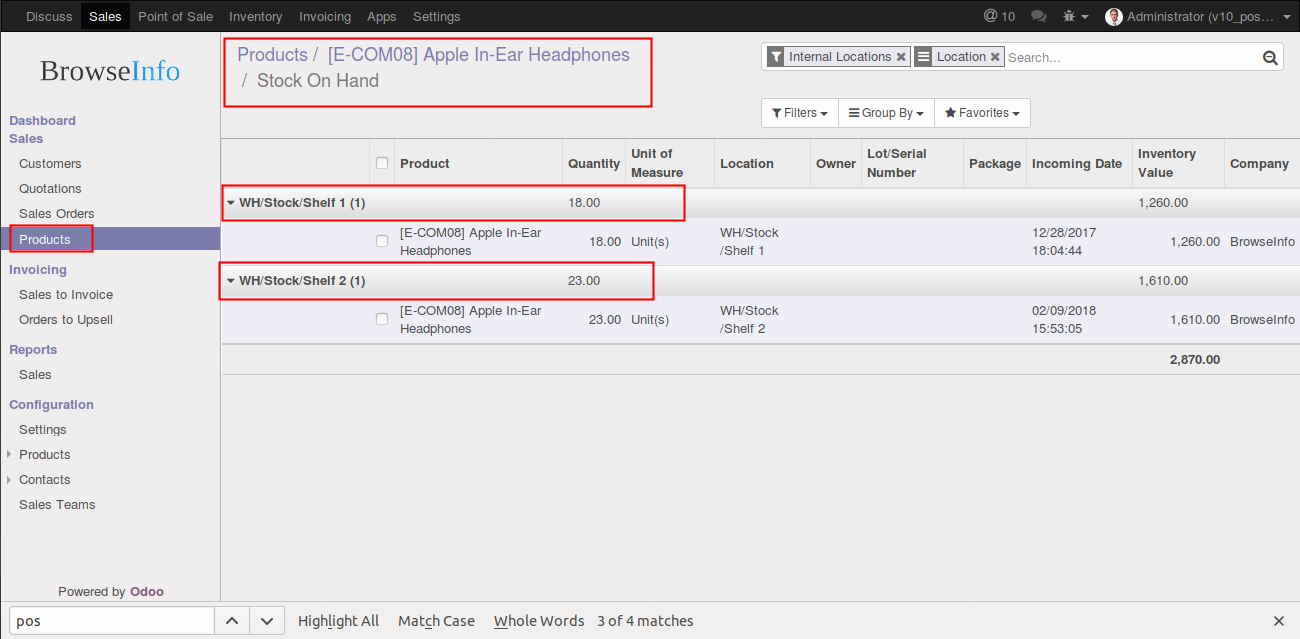 Discuss Sales Point of Sale Inventory Invoicing Apps Settings @ 10 Administrator (v10_pos...
BrowseInfo
Products / [E-COM08] Apple In-Ear Headphones
/ Stock On Hand
Internal Locations Location Search...
Filters Group By Favorites
Dashboard
Sales
Customers
Quotations
Sales Orders
Products
Invoicing
Sales to Invoice
Orders to Upsell
Reports
Sales
Configuration
Settings
Products
Contacts
Sales Teams
Powered by Odoo
Product Quantity Unit of Measure Location Owner Lot/Serial Number Package Incoming Date Inventory Value Company
WH/Stock/Shelf 1 (1) 18.00 1,260.00
[E-COM08] Apple In-Ear Headphones 18.00 Unit(s) WH/Stock /Shelf 1 12/28/2017 18:04:44 1,260.00 BrowseInfo
WH/Stock/Shelf 2 (1) 23.00 1,610.00
[E-COM08] Apple In-Ear Headphones 23.00 Unit(s) WH/Stock /Shelf 2 02/09/2018 15:53:05 1,610.00 BrowseInfo
2,870.00
pos Highlight All Match Case Whole Words 3 of 4 matches